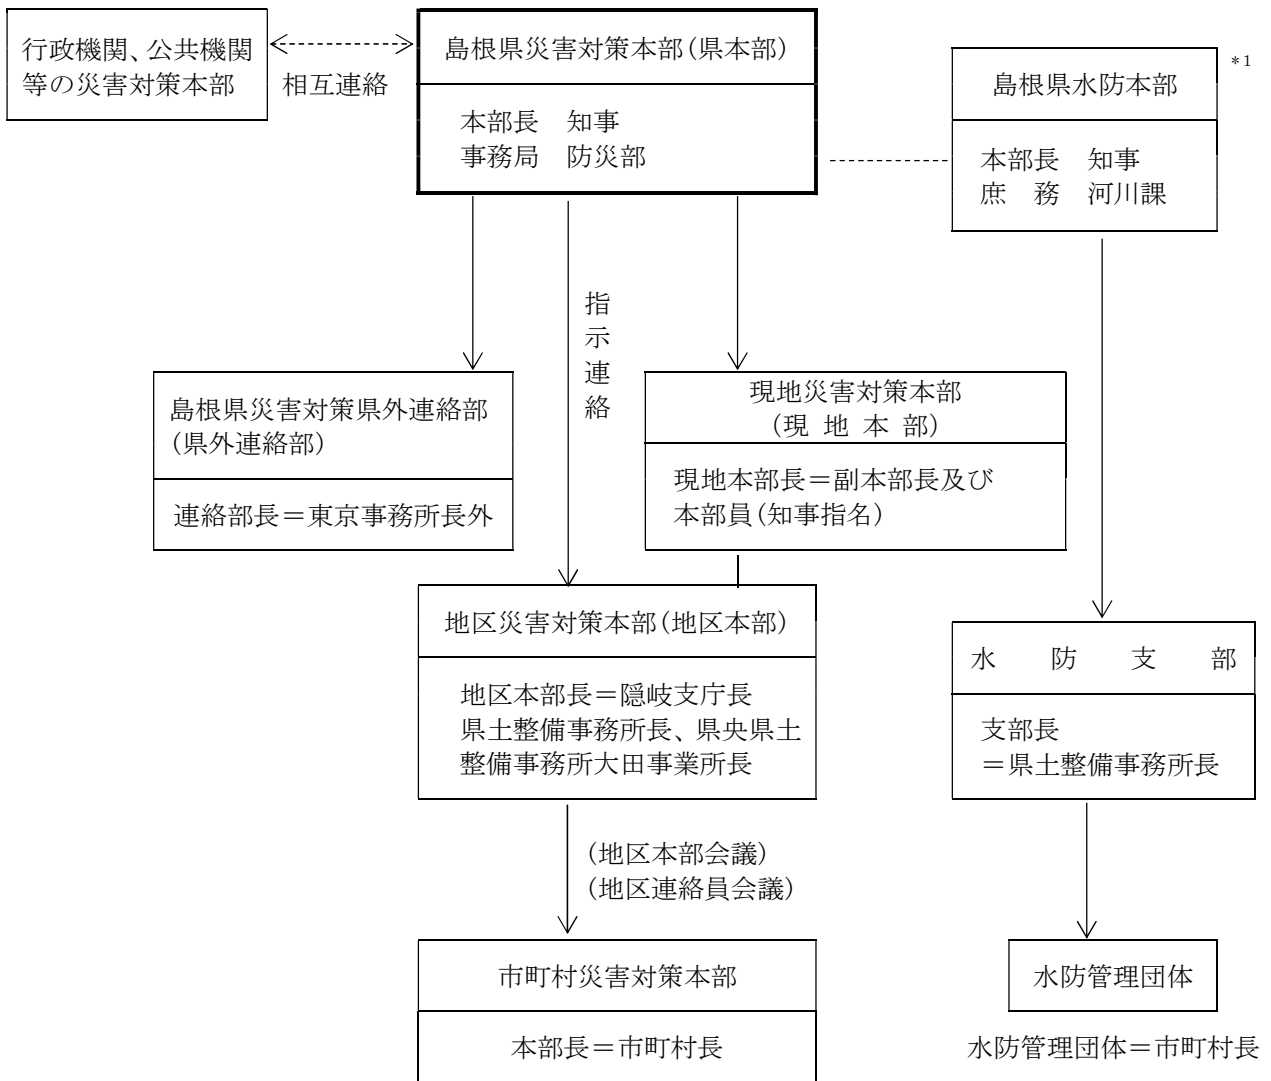 行政機関、公共機関
等の災害対策本部
相互連絡
島根県災害対策本部(県本部)
本部長　知事
事務局　防災部
島根県水防本部
*1
本部長　知事
庶　務　河川課
指示連絡
島根県災害対策県外連絡部
(県外連絡部)
連絡部長＝東京事務所長外
現地災害対策本部
(現 地 本 部)
現地本部長＝副本部長及び
本部員(知事指名)
地区災害対策本部(地区本部)
地区本部長＝隠岐支庁長
県土整備事務所長、県央県土
整備事務所大田事業所長
水　防　支　部
支部長
＝県土整備事務所長
(地区本部会議)
(地区連絡員会議)
市町村災害対策本部
本部長＝市町村長
水防管理団体
水防管理団体＝市町村長